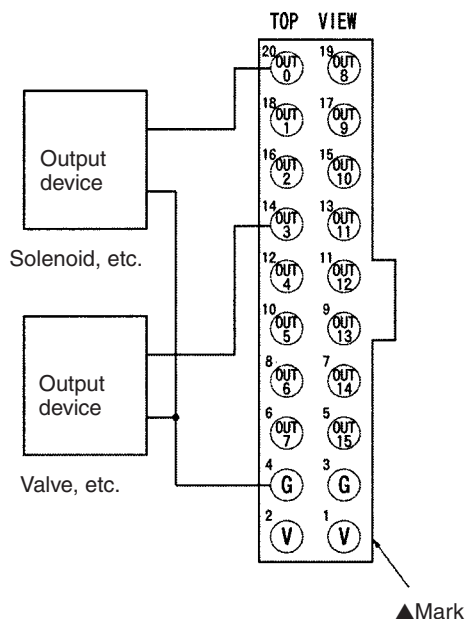 TOP VIEW
20 OUT 0 19 OUT 8
18 OUT 1 17 OUT 9
Output device
16 OUT 2 15 OUT 10
14 OUT 3 13 OUT 11
Solenoid, etc.
12 OUT 4 11 OUT 12
10 OUT 5 9 OUT 13
Output device
8 OUT 6 7 OUT 14
6 OUT 7 5 OUT 15
Valve, etc.
4 G 3 G
2 V 1 V
▲Mark